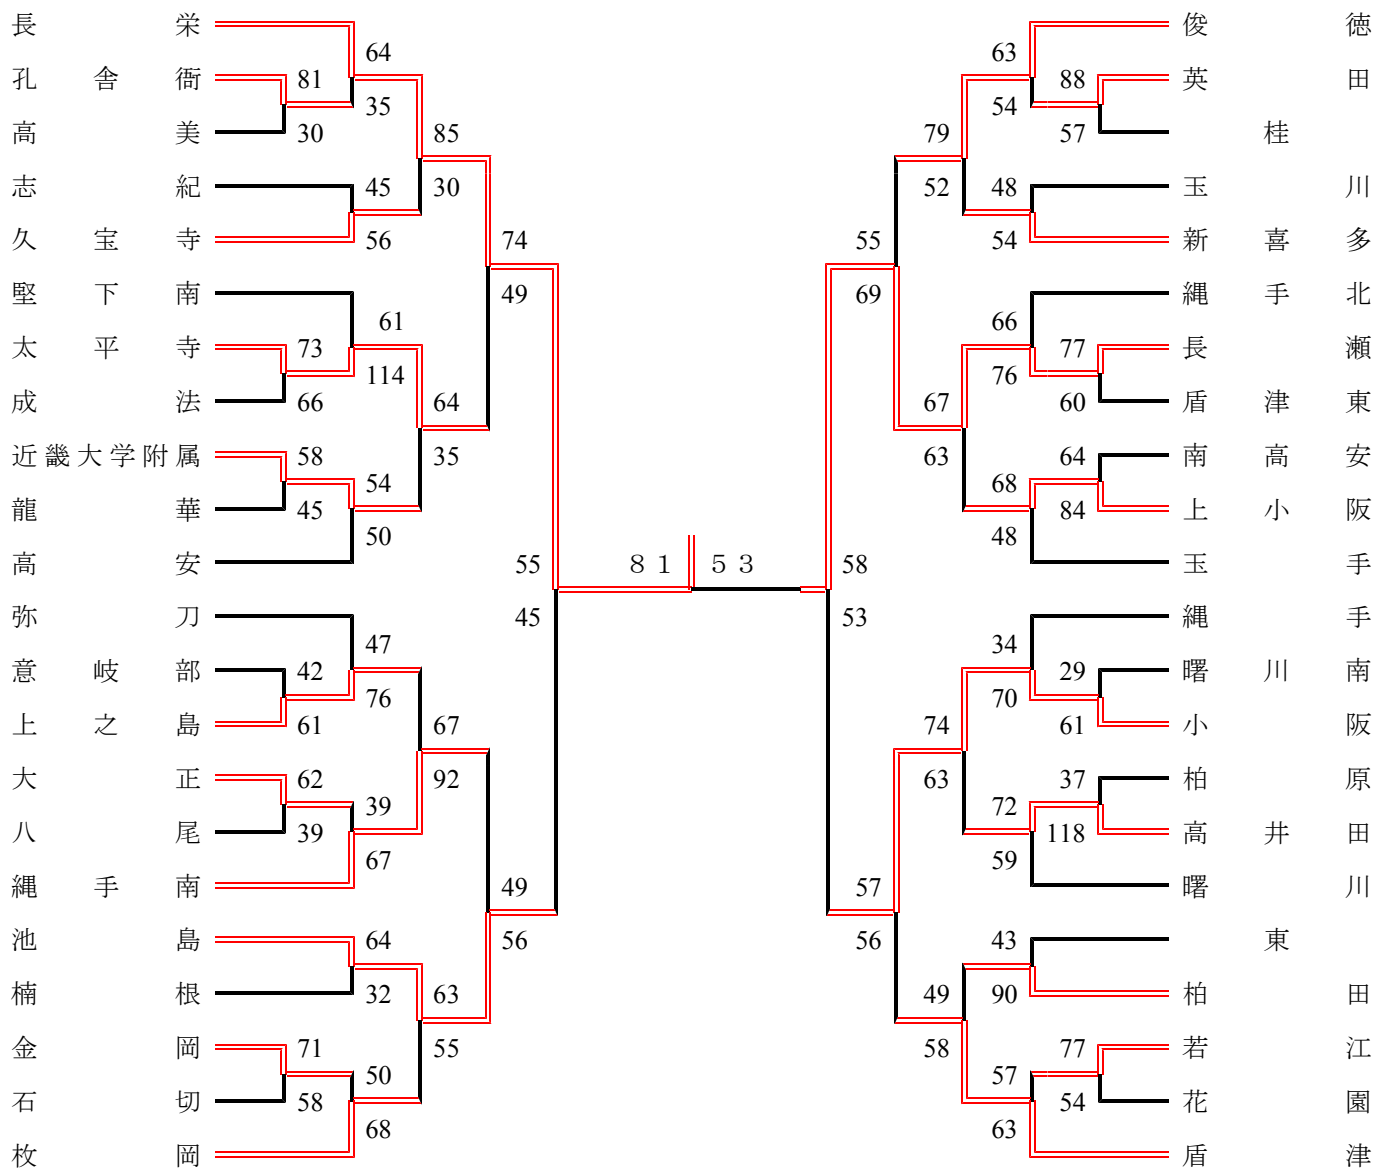 長栄 俊徳
64 63
孔舎衙 81 88 英田
35 54
高美 30 85 79 57 桂
志紀 45 30 52 48 玉川
久宝寺 56 74 55 54 新喜多
堅下南 49 69 縄手北
61 66
太平寺 73 77 長瀬
114 76
成法 66 64 67 60 盾津東
近畿大学附属 58 35 63 64 南高安
54 68
龍華 45 84 上小阪
50 48
高安 55 81 53 58 玉手
弥刀 45 53 縄手
47 34
意岐部 42 29 曙川南
76 70
上之島 61 67 74 61 小阪
大正 62 92 63 37 柏原
39 72
八尾 39 118 高井田
67 59
縄手南 49 57 曙川
池島 64 56 56 43 東
楠根 32 63 49 90 柏田
金岡 71 55 58 77 若江
50 57
石切 58 54 花園
68 63
枚岡 盾津